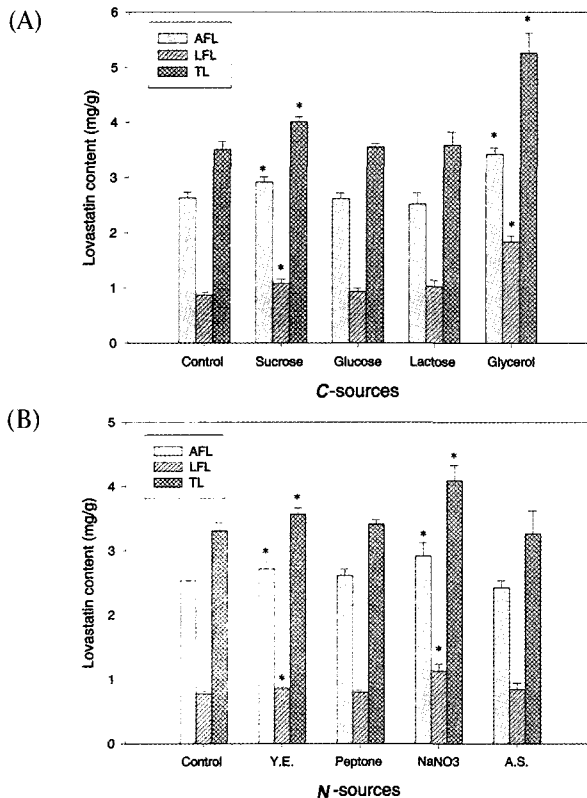 (A)
6
5
4
3
2
1
0
Lovastatin content (mg/g)
AFL
LFL
TL
* * * * * *
Control Sucrose Glucose Lactose Glycerol
C-sources
(B)
5
4
3
2
1
0
Lovastatin content (mg/g)
AFL
LFL
TL
* * * * * *
Control Y.E. Peptone NaNO3 A.S.
N-sources